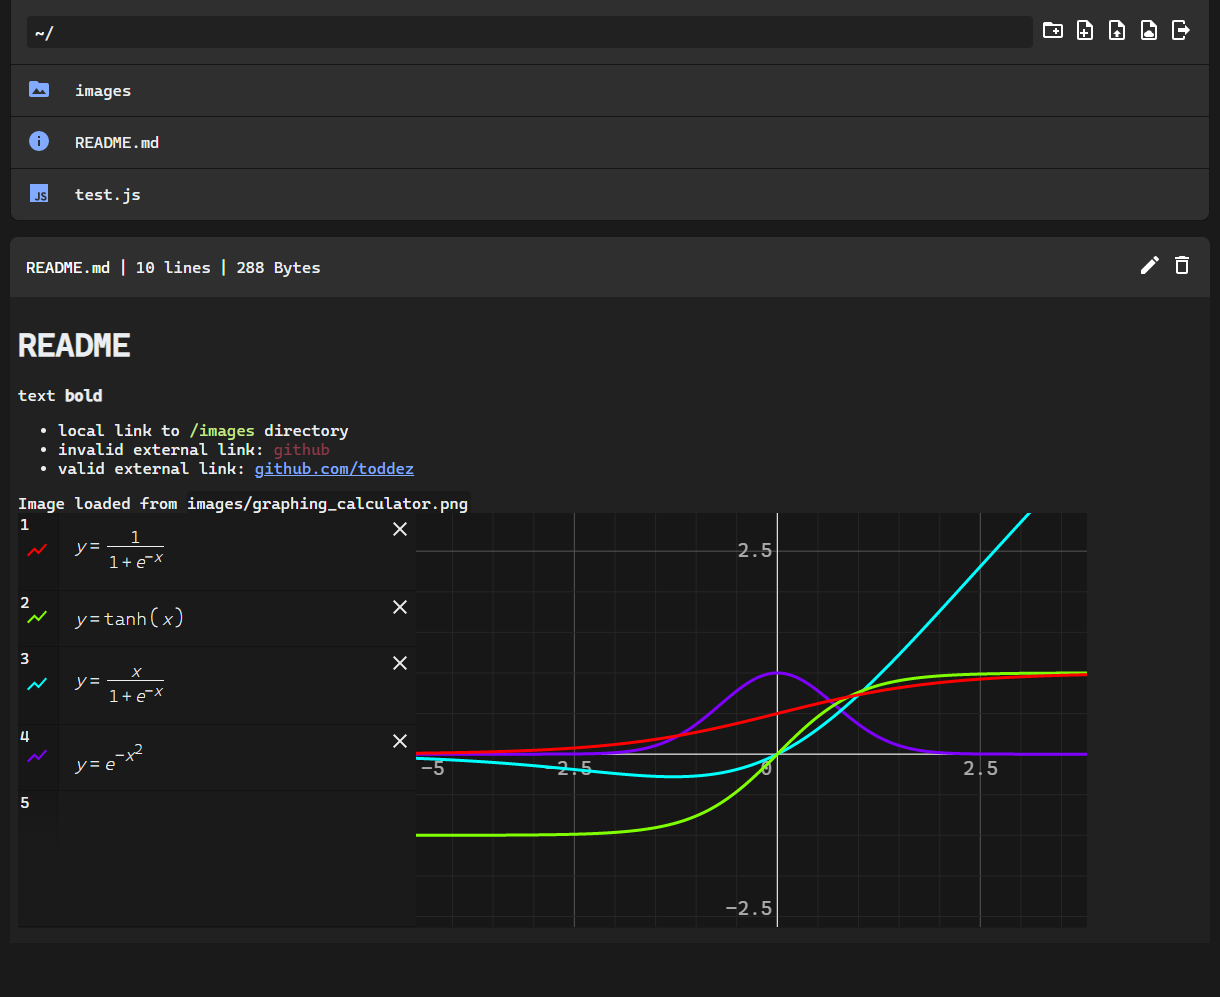 ~/
images
README.md
JS
test.js
README.md | 10 lines | 288 Bytes
README
text bold
• local link to /images directory
• invalid external link: github
• valid external link: github.com/toddez
Image loaded from images/graphing_calculator.png
1
y = 1 / (1 + e^−x)
2
y = tanh(x)
3
y = x / (1 + e^−x)
4
y = e^−x^2
5
2.5
−5
2.5
0
2.5
−2.5